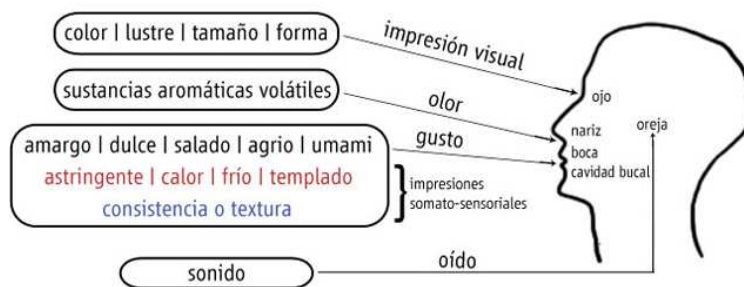 color | lustre | tamaño | forma
impresión visual
ojo
sustancias aromáticas volátiles
olor
nariz
oreja
amargo | dulce | salado | agrio | umami
gusto
boca
cavidad bucal
astringente | calor | frío | templado
consistencia o textura
impresiones
somato-sensoriales
sonido
oído